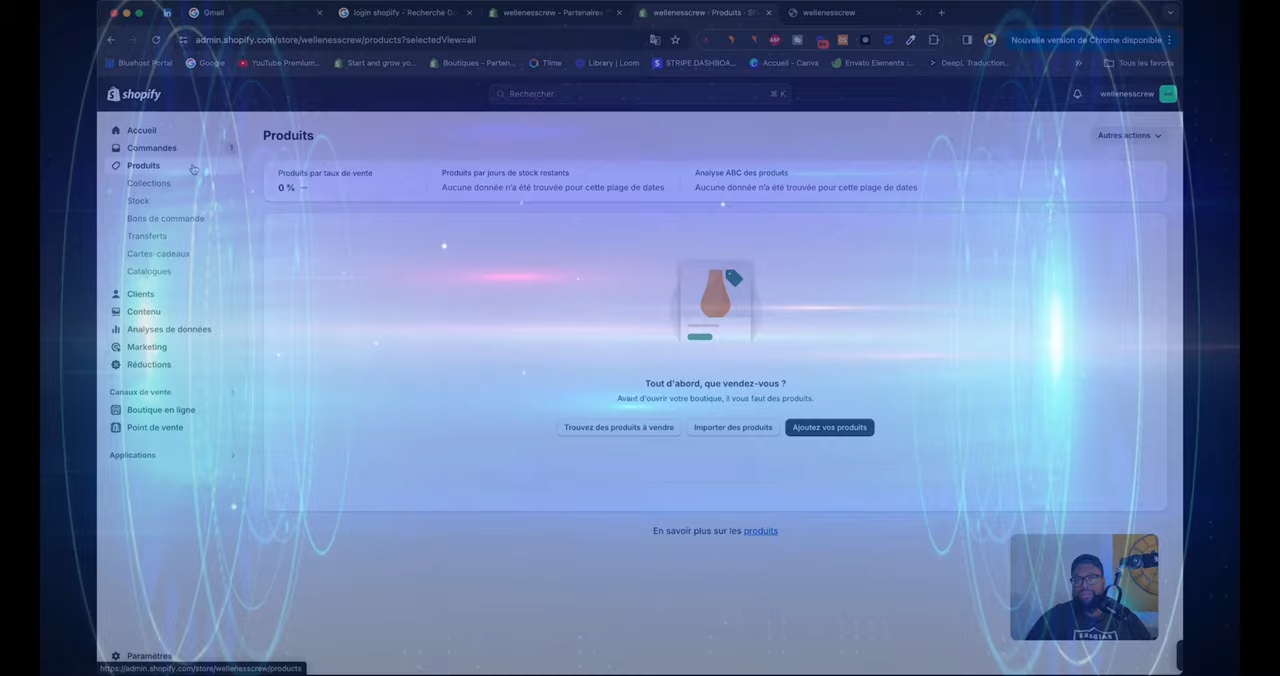 Gmail
login shopify - Recherche Go
wellenesscrew – Partenaires
wellenesscrew · Produits · Sh
wellenesscrew
admin.shopify.com/store/wellenesscrew/products?selectedView=all
ASP
Nouvelle version de Chrome disponible
Bluehost Portal
Google
YouTube Premium...
Start and grow yo...
Boutiques - Parten...
Tlime
Library | Loom
STRIPE DASHBOA...
Accueil - Canva
Envato Elements :...
DeepL Traduction...
Tous les favoris
shopify
Rechercher
⌘ K
wellenesscrew
Accueil
Commandes
1
Produits
Collections
Stock
Bons de commande
Transferts
Cartes-cadeaux
Catalogues
Clients
Contenu
Analyses de données
Marketing
Réductions
Canaux de vente
Boutique en ligne
Point de vente
Applications
Paramètres
https://admin.shopify.com/store/wellenesscrew/products
Produits
Autres actions
Produits par taux de vente
0 % —
Produits par jours de stock restants
Aucune donnée n'a été trouvée pour cette plage de dates
Analyse ABC des produits
Aucune donnée n'a été trouvée pour cette plage de dates
Tout d'abord, que vendez-vous ?
Avant d'ouvrir votre boutique, il vous faut des produits.
Trouvez des produits à vendre
Importer des produits
Ajoutez vos produits
En savoir plus sur les produits